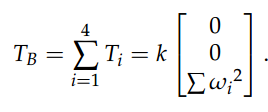 T_B = \sum_{i=1}^{4} T_i = k \begin{bmatrix} 0 \\ 0 \\ \sum \omega_i{}^2 \end{bmatrix} .